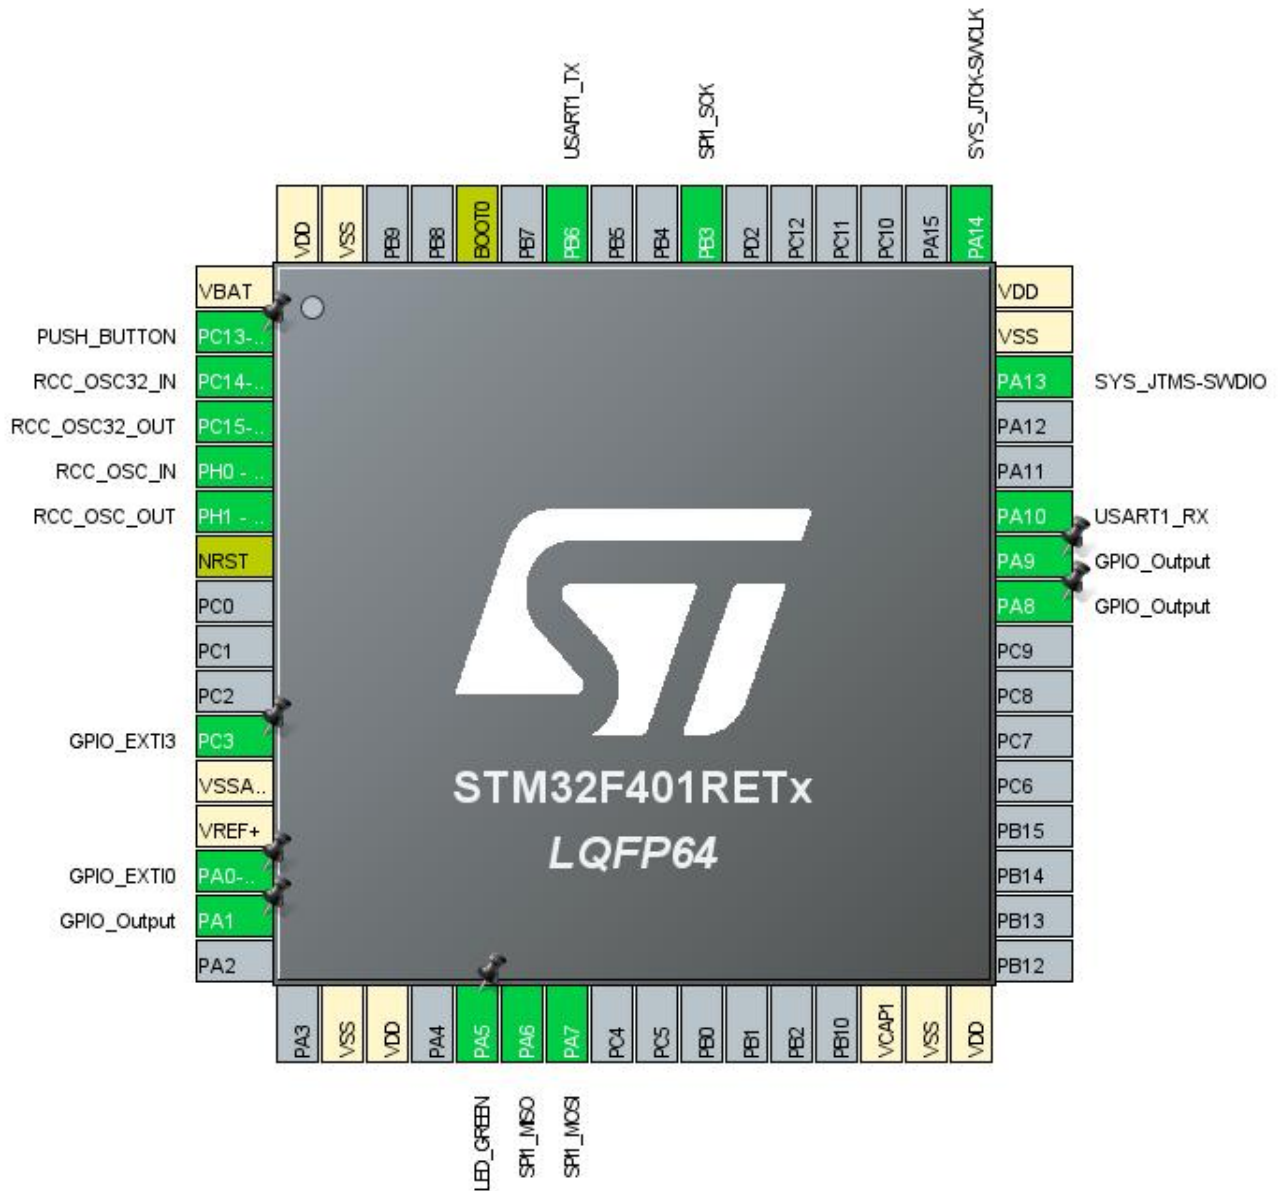 USART1_TX
SPI1_SCK
SYS_JTCK-SWCLK
VDD
VSS
PB9
PB8
BOOT0
PB7
PB6
PB5
PB4
PB3
PD2
PC12
PC11
PC10
PA15
PA14
VBAT
PUSH_BUTTON PC13-..
RCC_OSC32_IN PC14-..
RCC_OSC32_OUT PC15-..
RCC_OSC_IN PH0 - ..
RCC_OSC_OUT PH1 - ..
NRST
PC0
PC1
PC2
GPIO_EXTI3 PC3
VSSA..
VREF+
GPIO_EXTI0 PA0-..
GPIO_Output PA1
PA2
ST
STM32F401RETx
LQFP64
VDD
VSS
PA13 SYS_JTMS-SWDIO
PA12
PA11
PA10 USART1_RX
PA9 GPIO_Output
PA8 GPIO_Output
PC9
PC8
PC7
PC6
PB15
PB14
PB13
PB12
PA3
VSS
VDD
PA4
PA5
PA6
PA7
PC4
PC5
PB0
PB1
PB2
PB10
VCAP1
VSS
VDD
LED_GREEN
SPI1_MISO
SPI1_MOSI